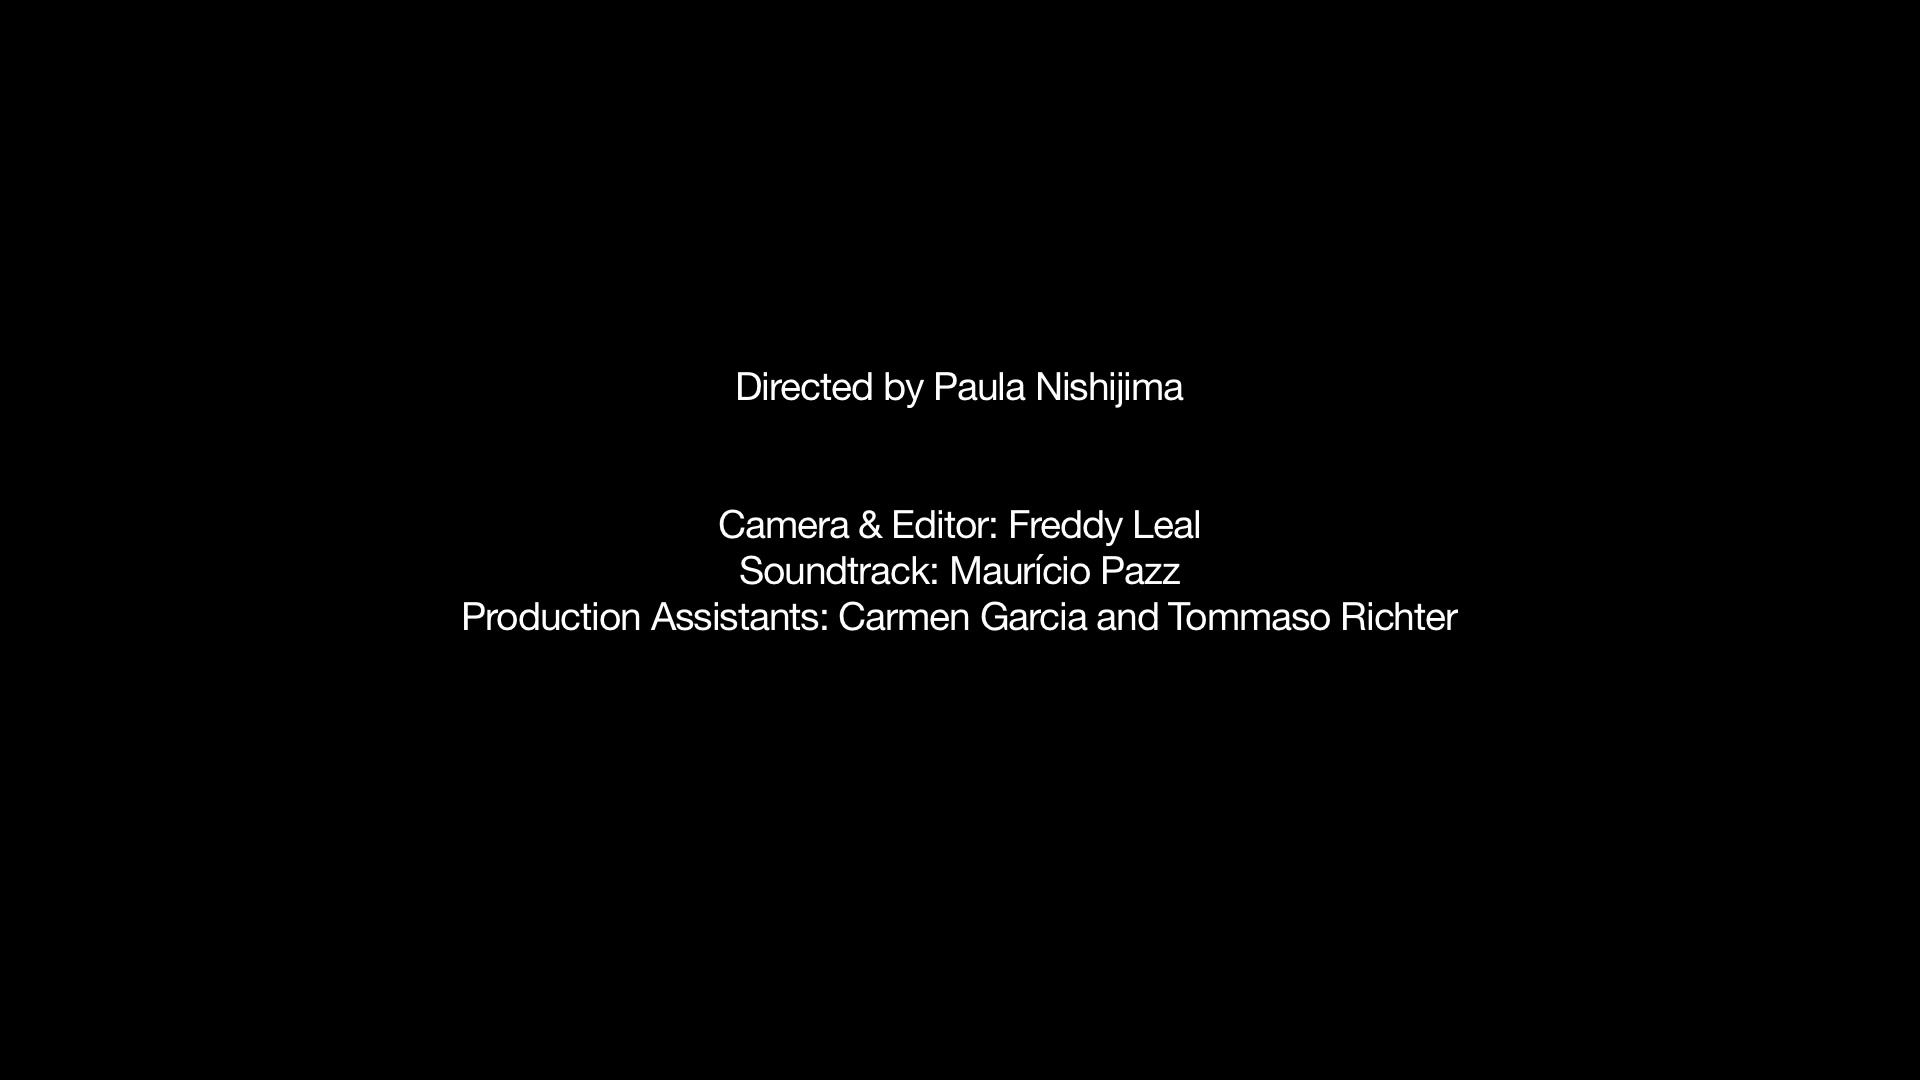 Directed by Paula Nishijima
Camera & Editor: Freddy Leal
Soundtrack: Maurício Pazz
Production Assistants: Carmen Garcia and Tommaso Richter